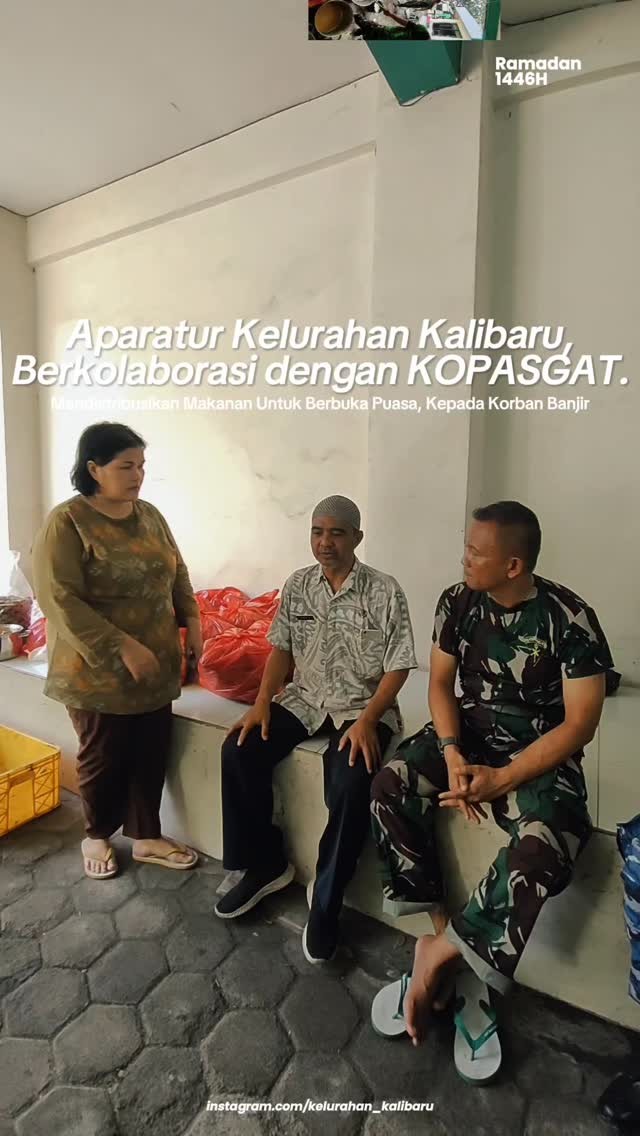 Ramadan
1446H
Aparatur Kelurahan Kalibaru,
Berkolaborasi dengan KOPASGAT.
Mendistribusikan Makanan Untuk Berbuka Puasa, Kepada Korban Banjir
instagram.com/kelurahan_kalibaru